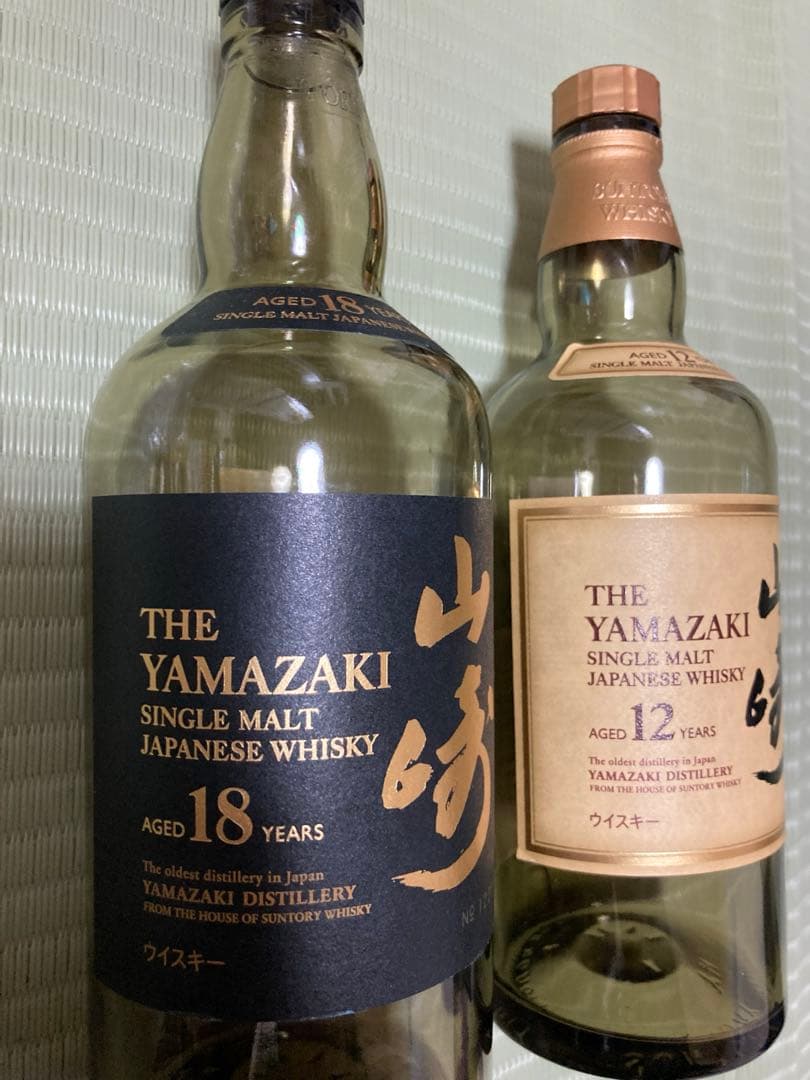 AGED 18 YEARS
SINGLE MALT JAPANESE
THE
YAMAZAKI
SINGLE MALT
JAPANESE WHISKY
AGED 18 YEARS
The oldest distillery in Japan
YAMAZAKI DISTILLERY
FROM THE HOUSE OF SUNTORY WHISKY
ウイスキー
山崎
SUNTORY
WHISKY
AGED 12
SINGLE MALT JAPANESE
THE
YAMAZAKI
SINGLE MALT
JAPANESE WHISKY
AGED 12 YEARS
The oldest distillery in Japan
YAMAZAKI DISTILLERY
FROM THE HOUSE OF SUNTORY WHISKY
ウイスキー
山崎